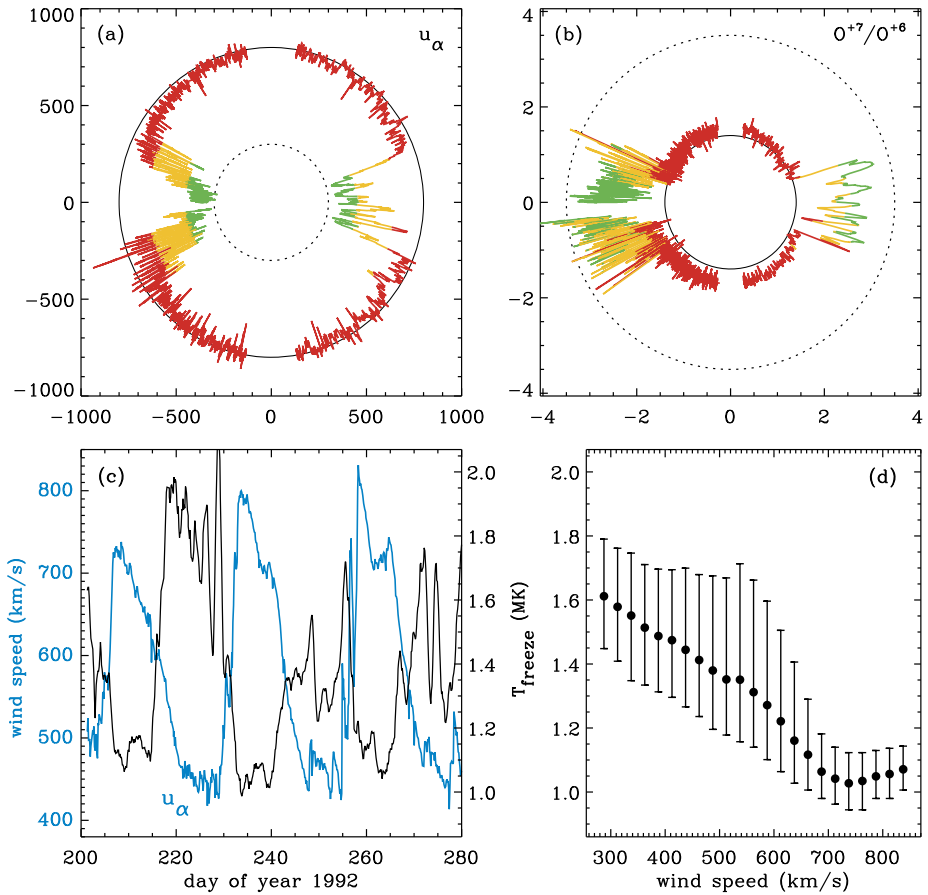 (a) u_α
1000
500
0
−500
−1000
−1000 −500 0 500 1000
(b) O⁺⁷/O⁺⁶
4
2
0
−2
−4
−4 −2 0 2 4
(c)
wind speed (km/s)
800
700
600
500
400
u_α
2.0
1.8
1.6
1.4
1.2
1.0
200 220 240 260 280
day of year 1992
(d)
T_freeze (MK)
2.0
1.8
1.6
1.4
1.2
1.0
300 400 500 600 700 800
wind speed (km/s)